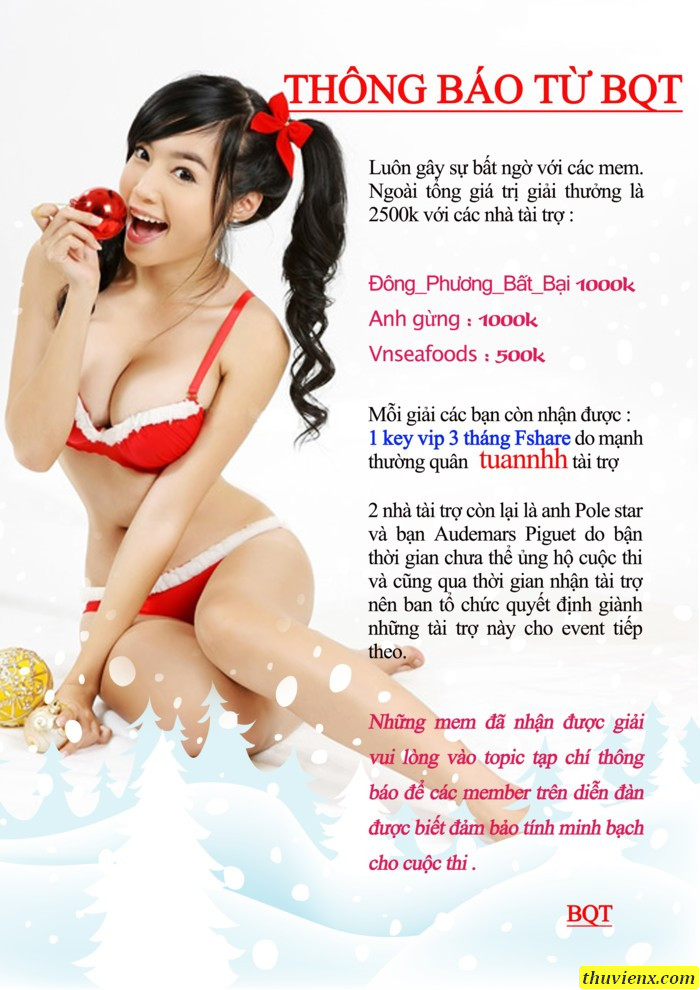 THÔNG BÁO TỪ BQT
Luôn gây sự bất ngờ với các mem.
Ngoài tổng giá trị giải thưởng là
2500k với các nhà tài trợ :
Đông_Phương_Bất_Bại 1000k
Anh gừng : 1000k
Vnseafoods : 500k
Mỗi giải các bạn còn nhận được :
1 key vip 3 tháng Fshare do mạnh
thường quân tuannhh tài trợ
2 nhà tài trợ còn lại là anh Pole star
và bạn Audemars Piguet do bận
thời gian chưa thể ủng hộ cuộc thi
và cũng qua thời gian nhận tài trợ
nên ban tổ chức quyết định giành
những tài trợ này cho event tiếp
theo.
Những mem đã nhận được giải
vui lòng vào topic tạp chí thông
báo để các member trên diễn đàn
được biết đảm bảo tính minh bạch
cho cuộc thi .
BQT
thuvienx.com